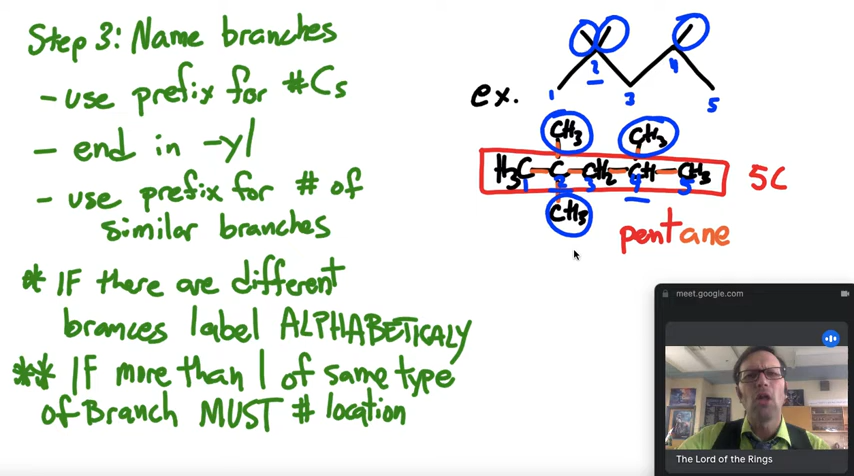 Step 3: Name branches
- use prefix for #Cs
- end in -yl
- use prefix for # of
similar branches
* IF there are different
brances label ALPHABETICALY
** IF more than 1 of same type
of Branch MUST # location
ex.
1 2 3 4 5
CH3 CH3
H3C-C-CH2-CH-CH3 5C
1 2 3 4 5
CH3
pentane
meet.google.com
The Lord of the Rings